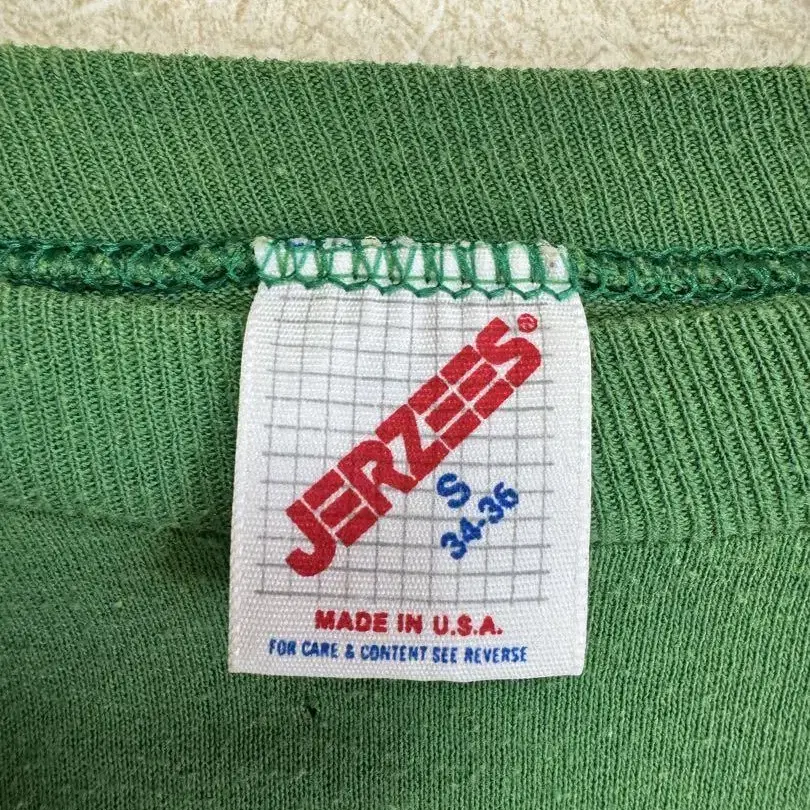 JERZEES®
S
34-36
MADE IN U.S.A.
FOR CARE & CONTENT SEE REVERSE